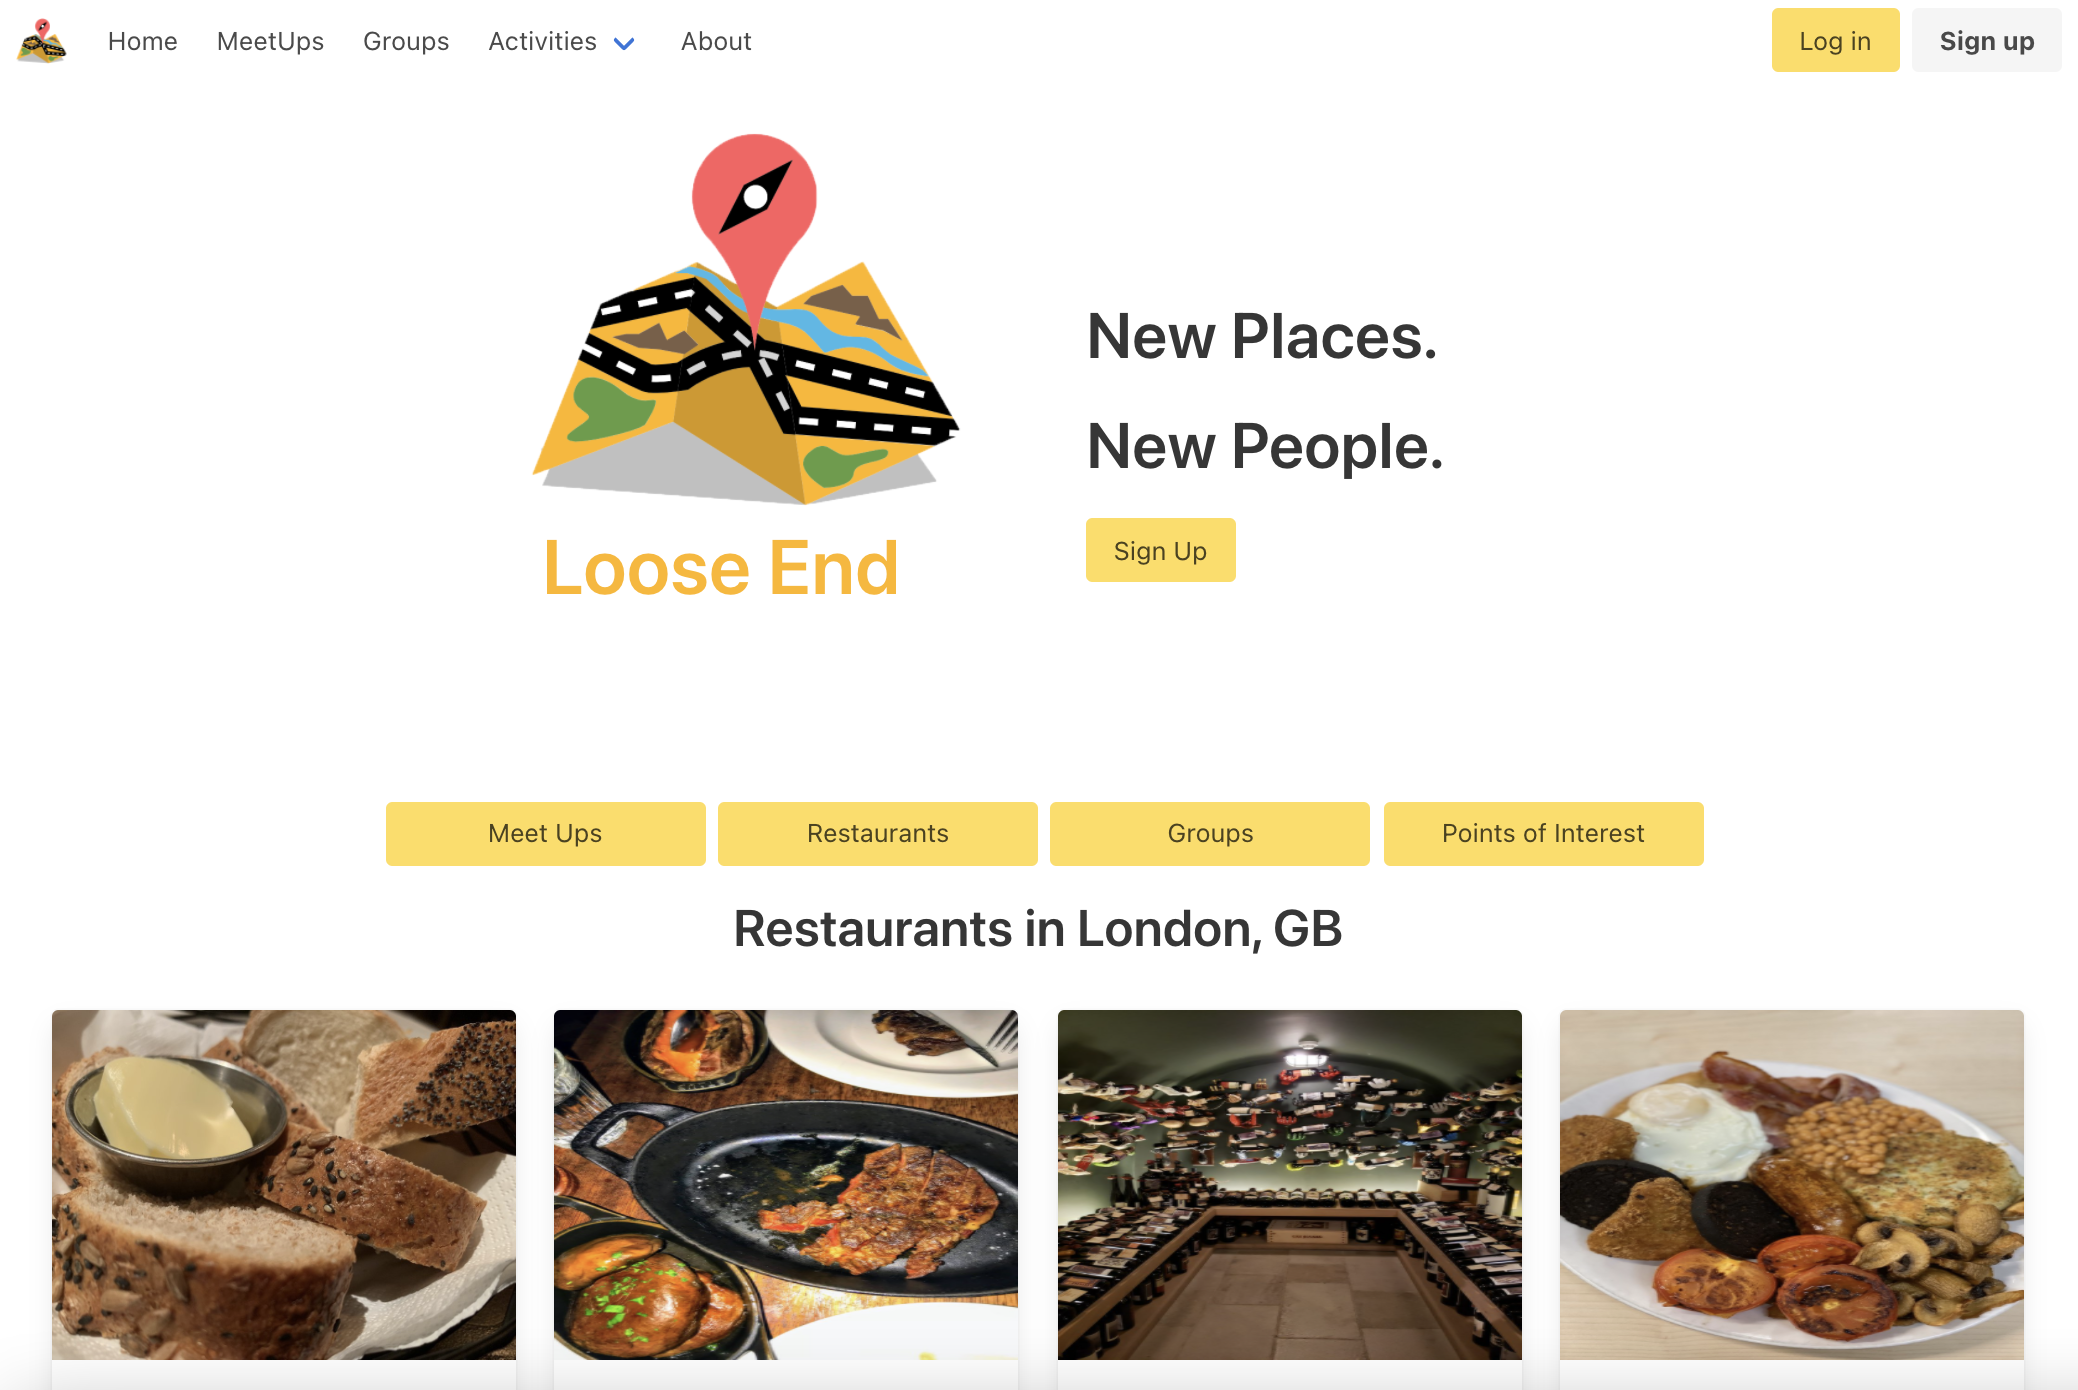 Home MeetUps Groups Activities About Log in Sign up
New Places.
New People.
Sign Up
Loose End
Meet Ups Restaurants Groups Points of Interest
Restaurants in London, GB